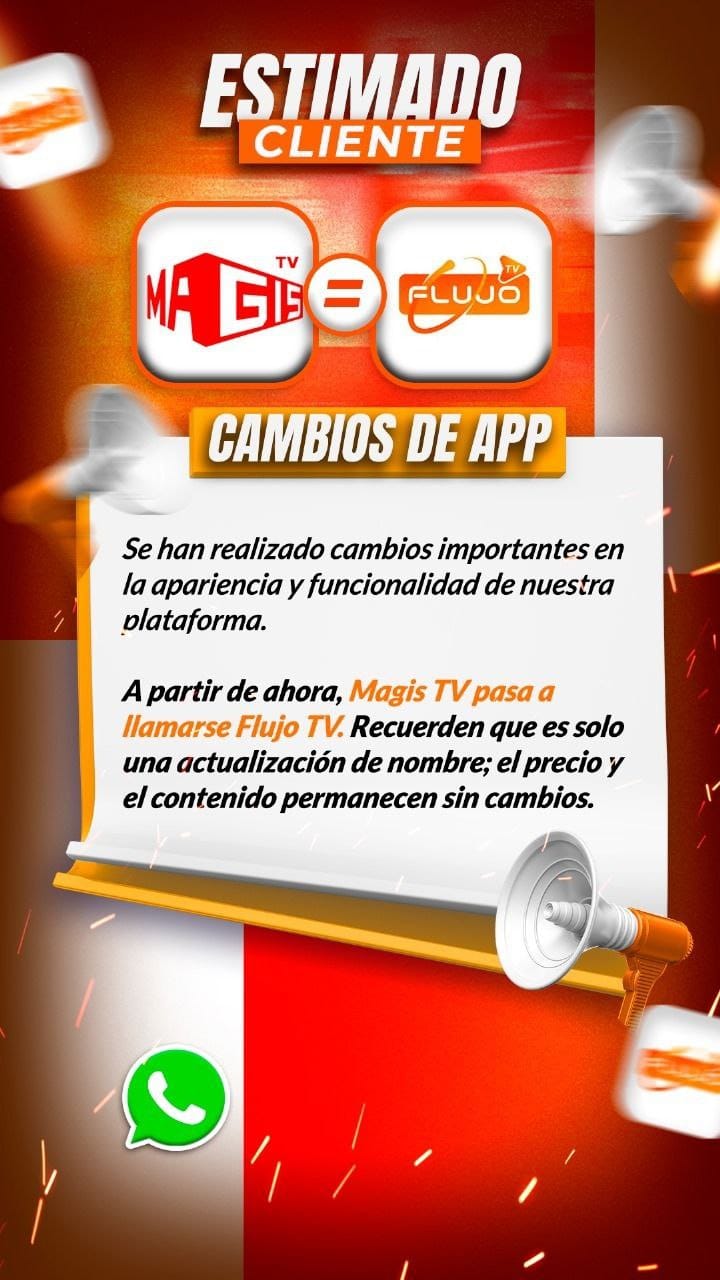 ESTIMADO
CLIENTE
MAGIS TV
=
FLUJO TV
CAMBIOS DE APP
Se han realizado cambios importantes en
la apariencia y funcionalidad de nuestra
plataforma.
A partir de ahora, Magis TV pasa a
llamarse Flujo TV. Recuerden que es solo
una actualización de nombre; el precio y
el contenido permanecen sin cambios.